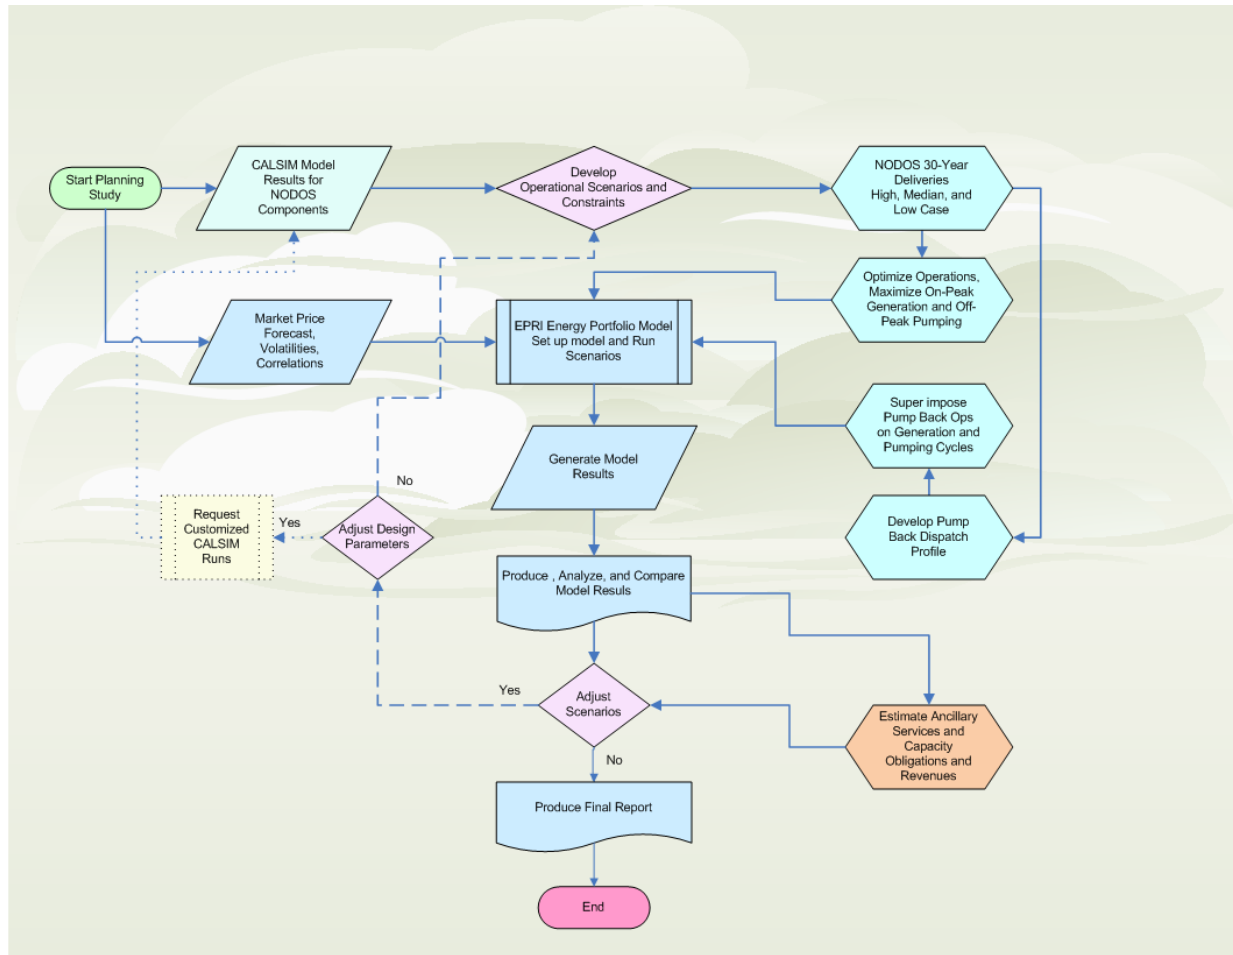 Start Planning
Study
CALSIM Model
Results for
NODOS
Components
Develop
Operational Scenarios and
Constraints
NODOS 30-Year
Deliveries
High, Median, and
Low Case
Optimize Operations,
Maximize On-Peak
Generation and Off-
Peak Pumping
Market Price
Forecast,
Volatilities,
Correlations
EPRI Energy Portfolio Model
Set up model and Run
Scenarios
Super impose
Pump Back Ops
on Generation and
Pumping Cycles
Generate Model
Results
No
Request
Customized
CALSIM
Runs
Yes
Adjust Design
Parameters
Develop Pump
Back Dispatch
Profile
Produce , Analyze, and Compare
Model Resuls
Yes
Adjust
Scenarios
Estimate Ancillary
Services and
Capacity
Obligations and
Revenues
No
Produce Final Report
End